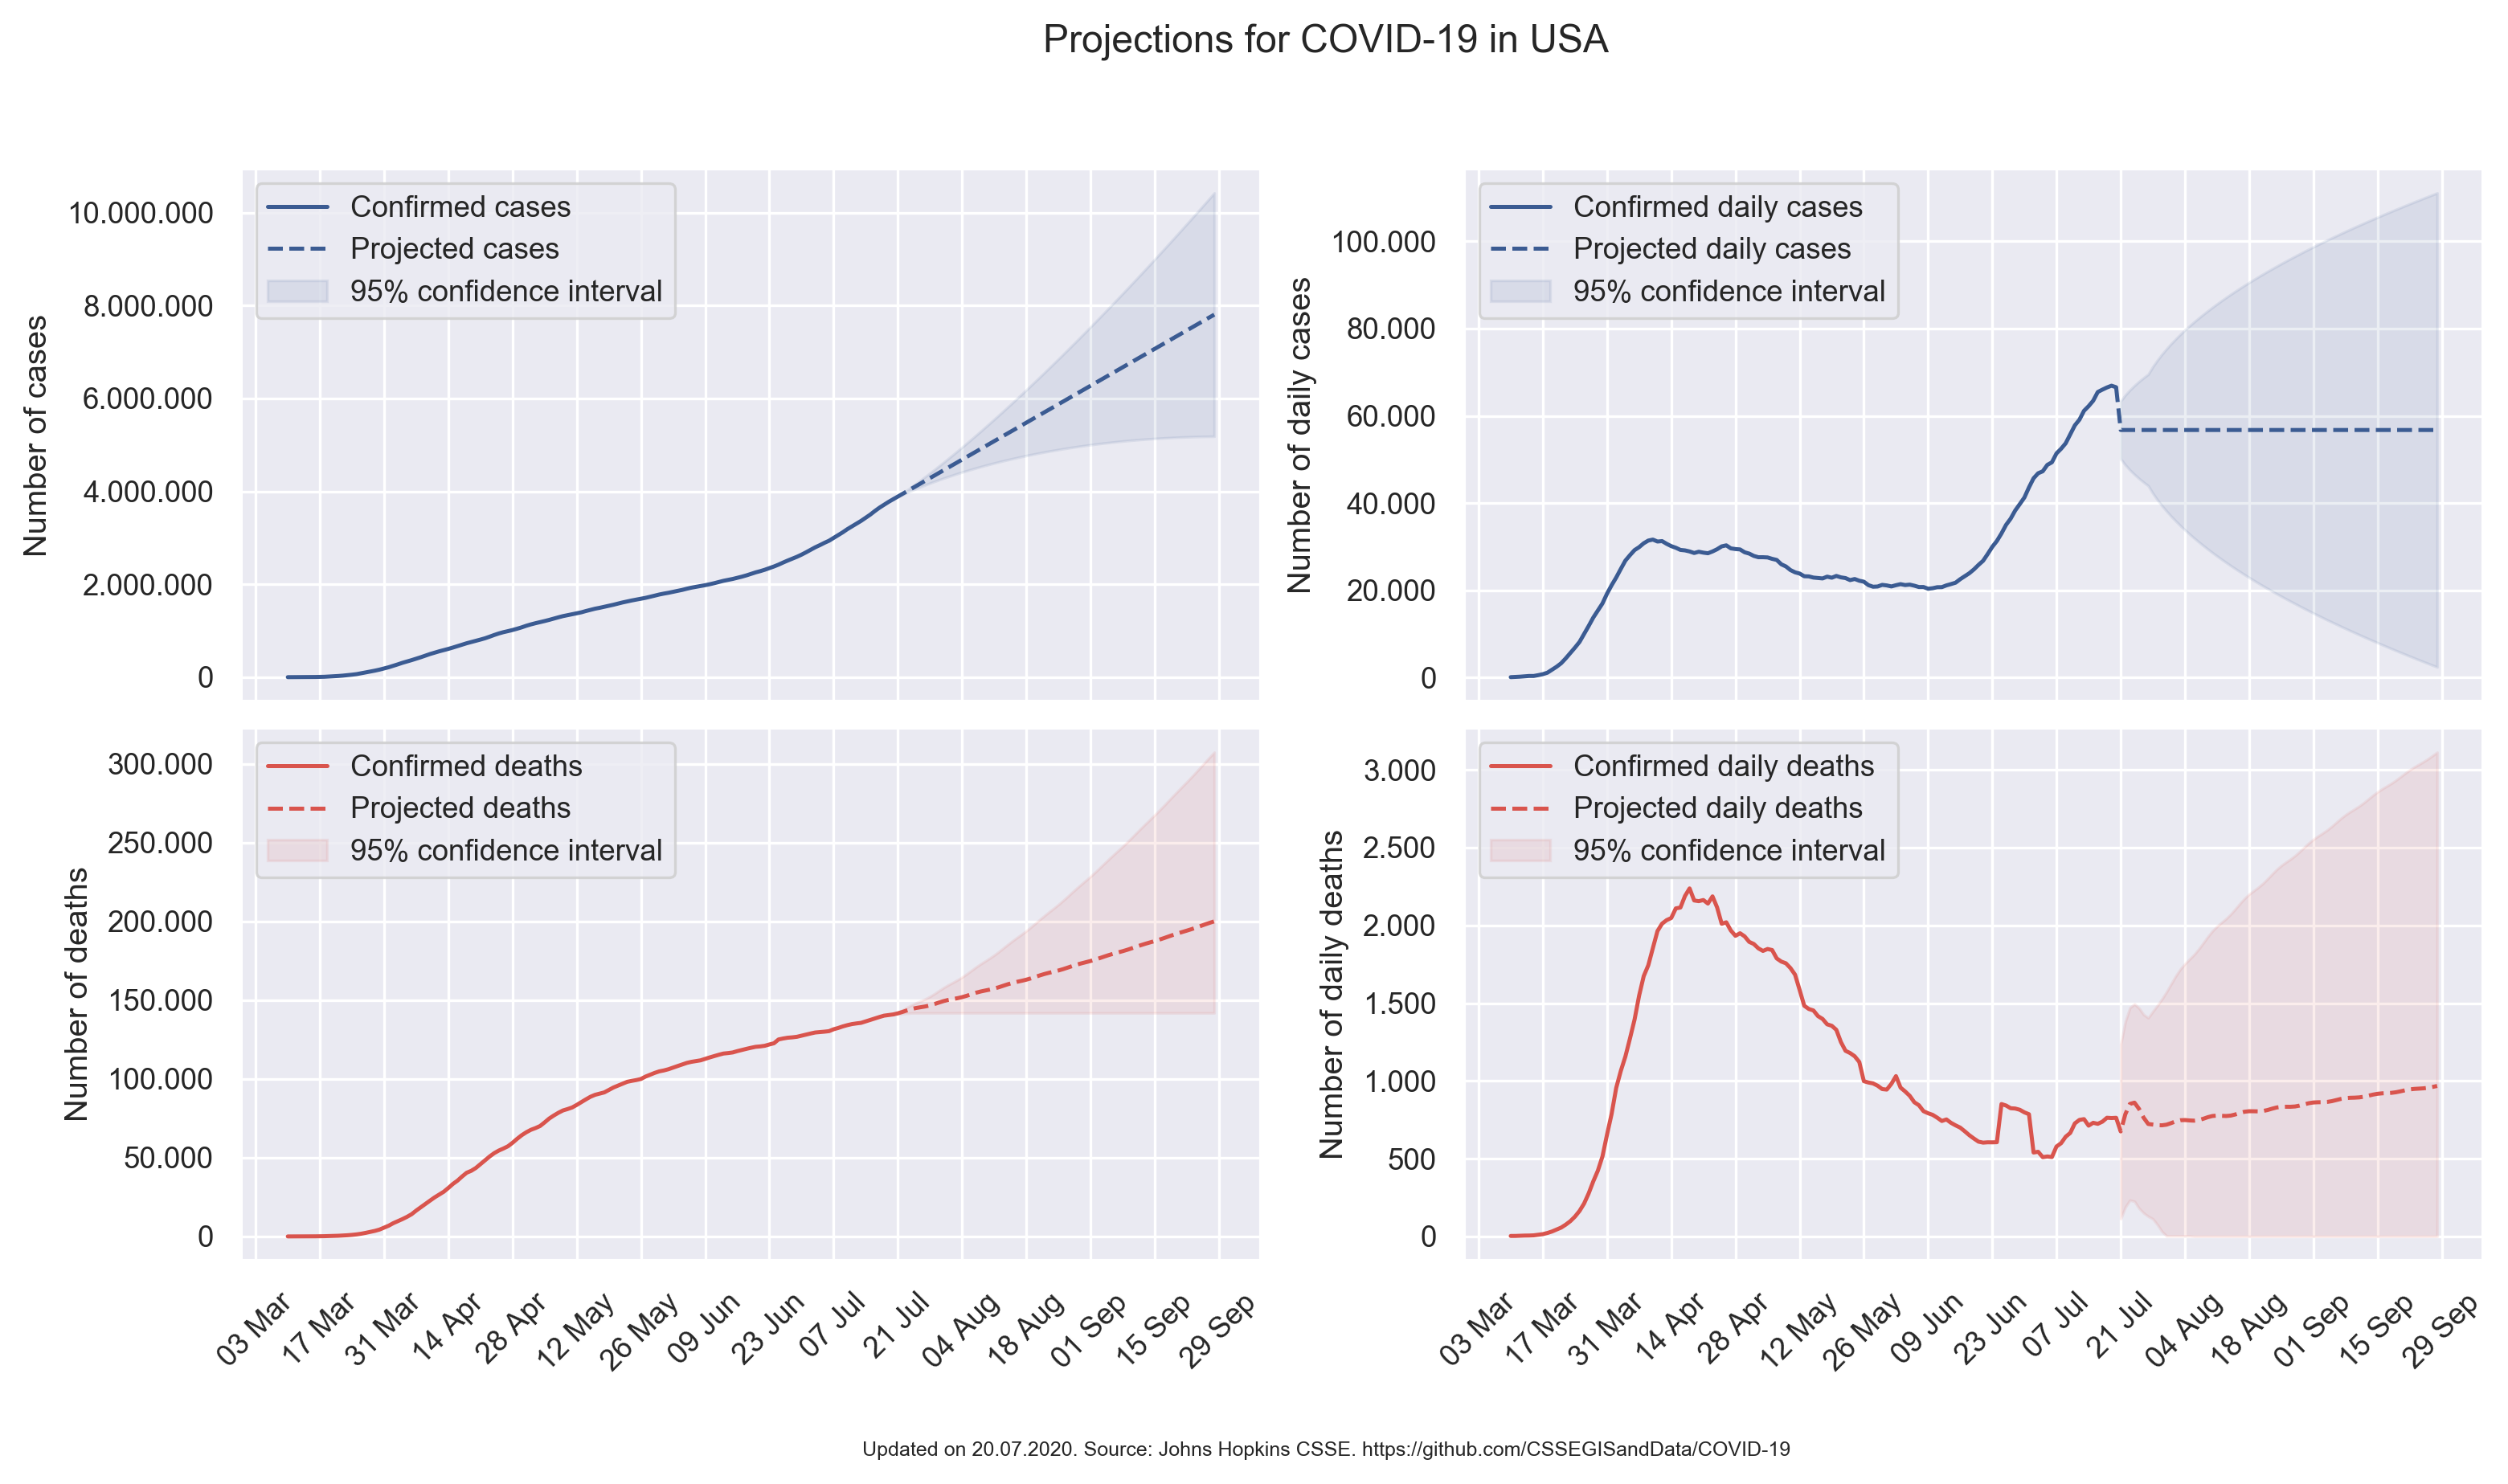 Projections for COVID-19 in USA
Number of cases
10.000.000
8.000.000
6.000.000
4.000.000
2.000.000
0
Confirmed cases
Projected cases
95% confidence interval
Number of daily cases
100.000
80.000
60.000
40.000
20.000
0
Confirmed daily cases
Projected daily cases
95% confidence interval
Number of deaths
300.000
250.000
200.000
150.000
100.000
50.000
0
Confirmed deaths
Projected deaths
95% confidence interval
03 Mar
17 Mar
31 Mar
14 Apr
28 Apr
12 May
26 May
09 Jun
23 Jun
07 Jul
21 Jul
04 Aug
18 Aug
01 Sep
15 Sep
29 Sep
Number of daily deaths
3.000
2.500
2.000
1.500
1.000
500
0
Confirmed daily deaths
Projected daily deaths
95% confidence interval
03 Mar
17 Mar
31 Mar
14 Apr
28 Apr
12 May
26 May
09 Jun
23 Jun
07 Jul
21 Jul
04 Aug
18 Aug
01 Sep
15 Sep
29 Sep
Updated on 20.07.2020. Source: Johns Hopkins CSSE. https://github.com/CSSEGISandData/COVID-19